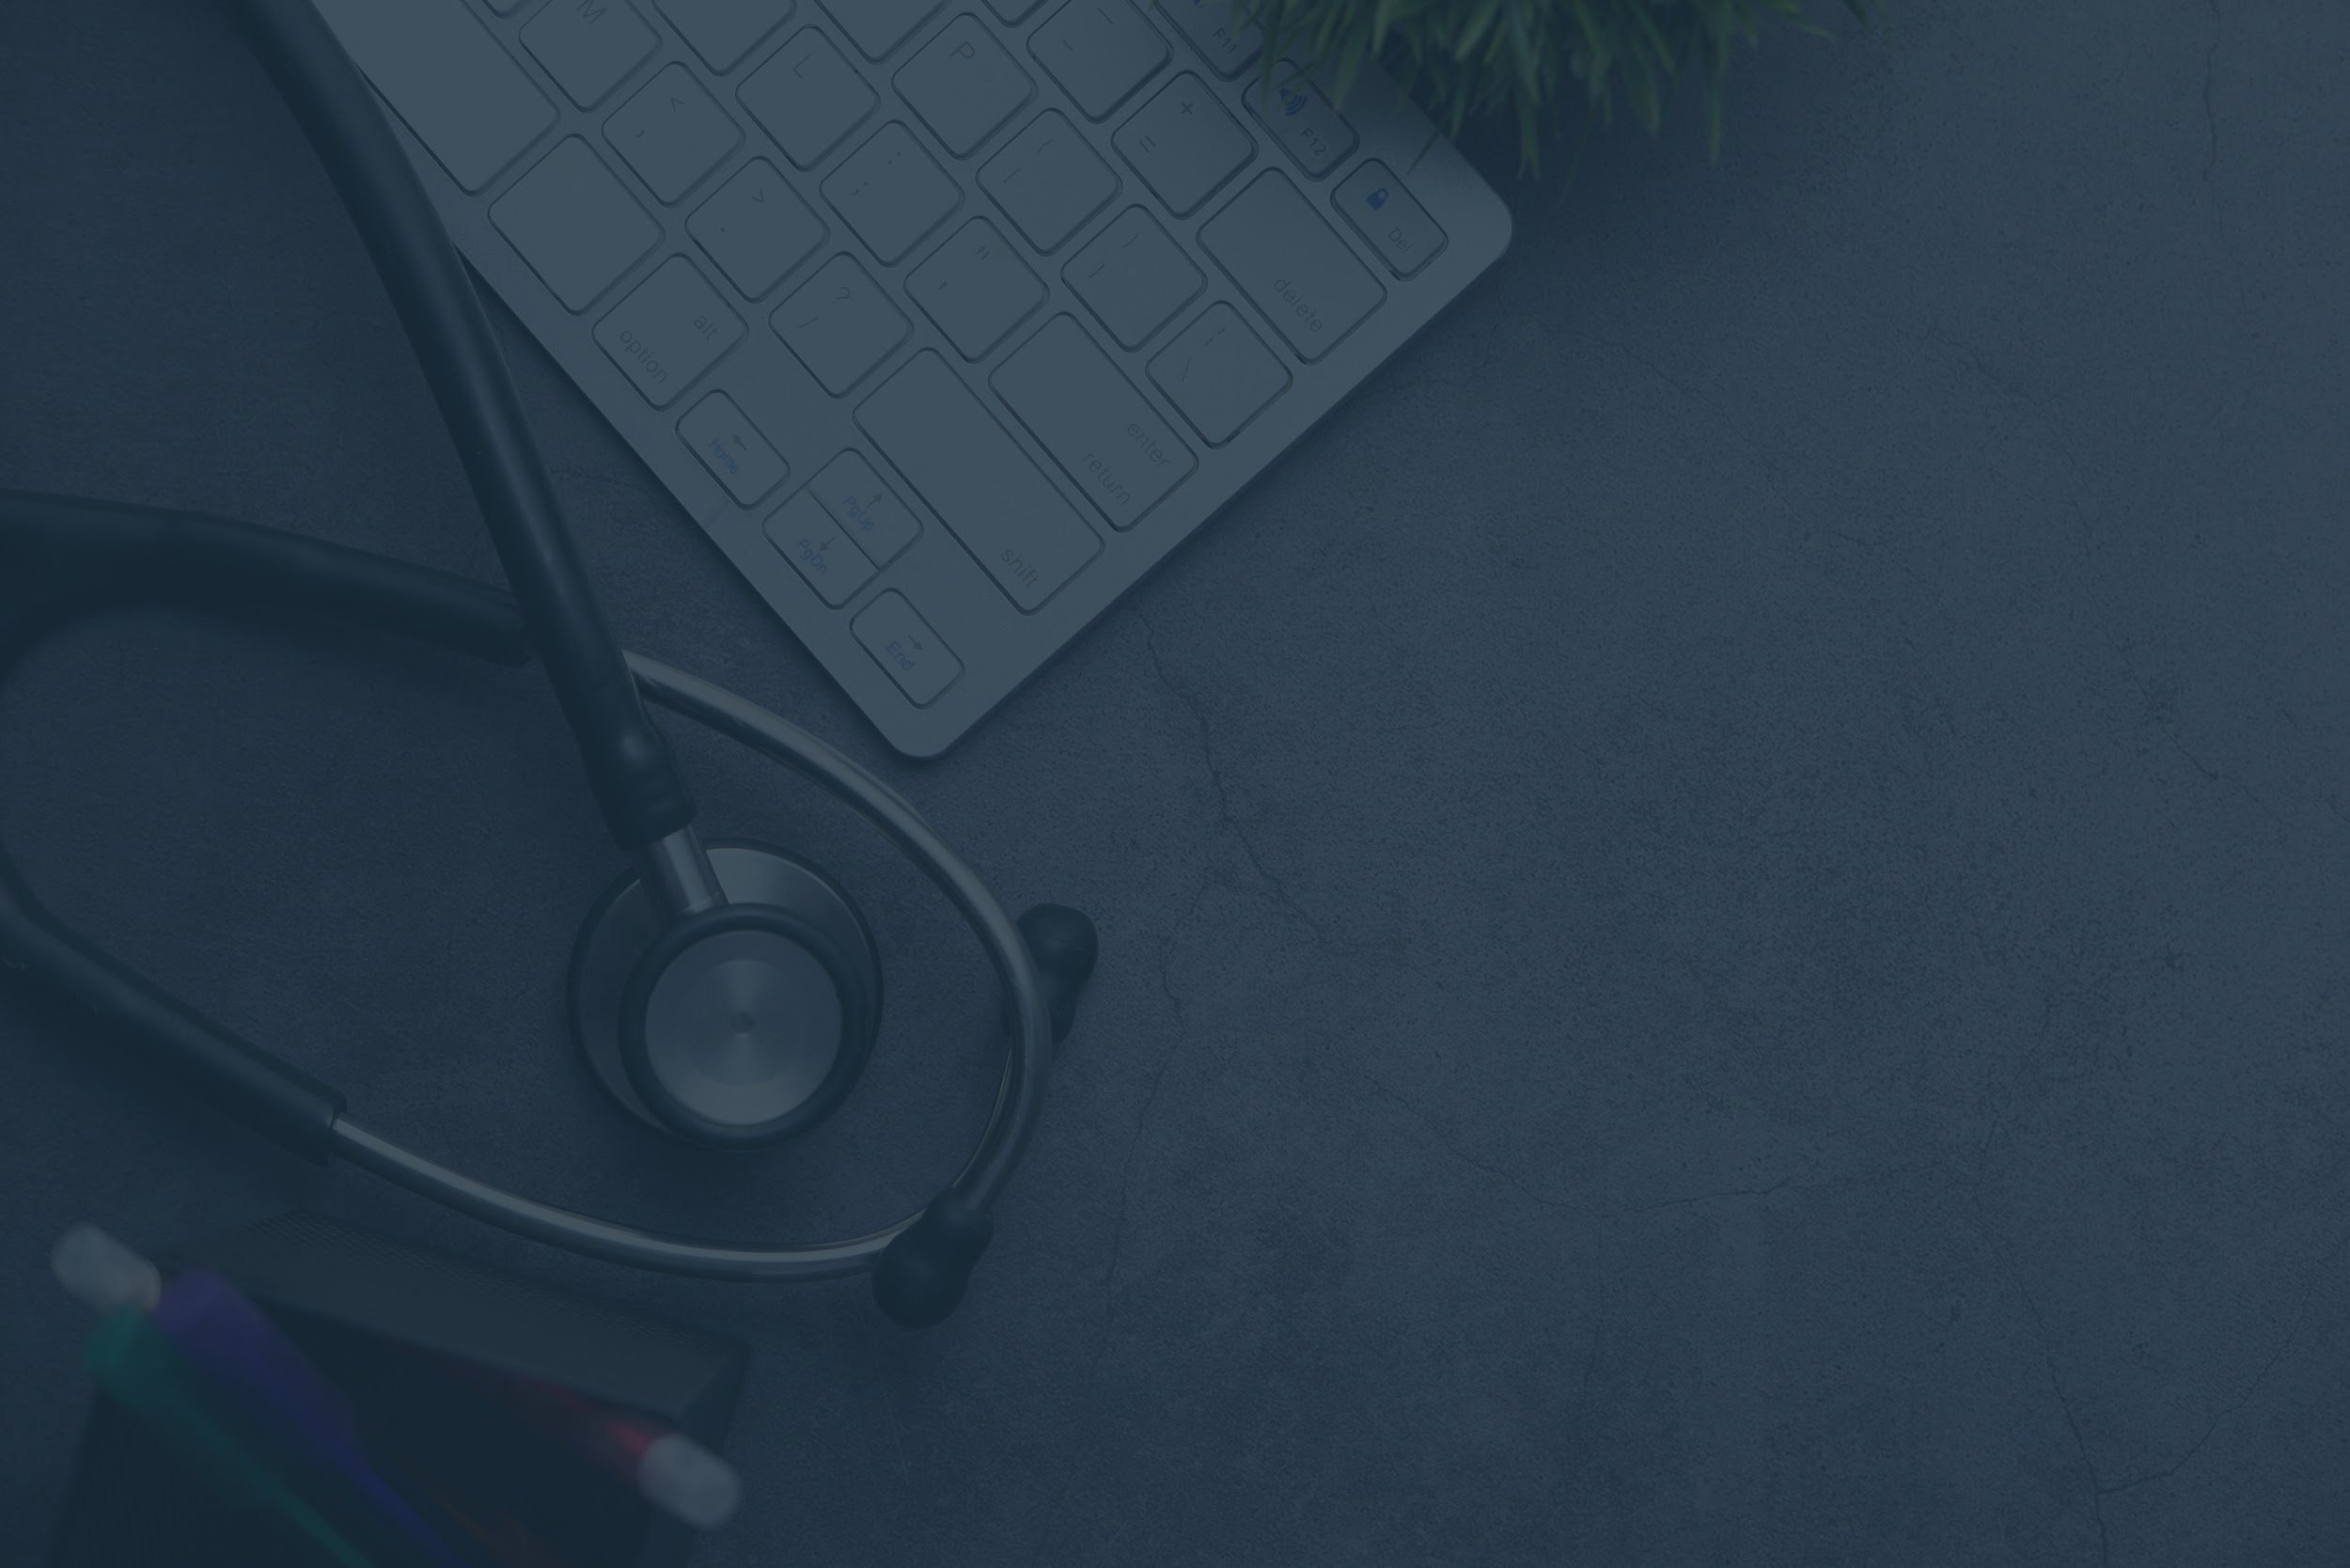 M
L
P
F11
F12
Del
delete
alt
option
enter
return
Home
PgUp
PgDn
shift
End